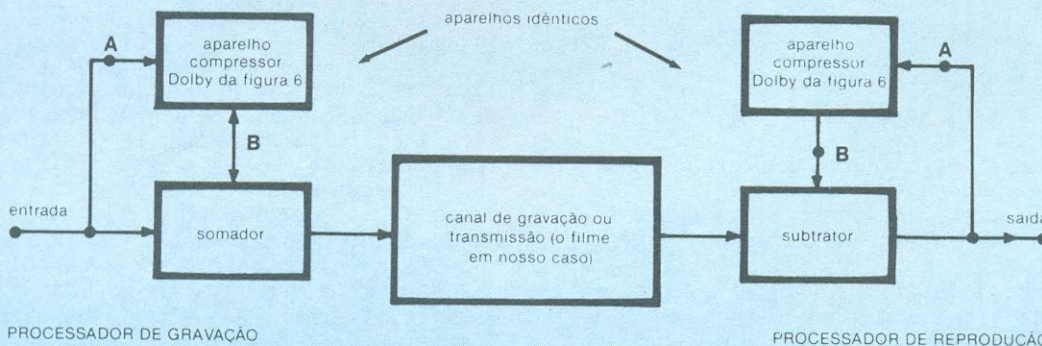 aparelhos idênticos
A
aparelho
compressor
Dolby da figura 6
B
entrada
somador
canal de gravação ou
transmissão (o filme
em nosso caso)
aparelho
compressor
Dolby da figura 6
A
B
subtrator
saída
PROCESSADOR DE GRAVAÇÃO
PROCESSADOR DE REPRODUÇÃO